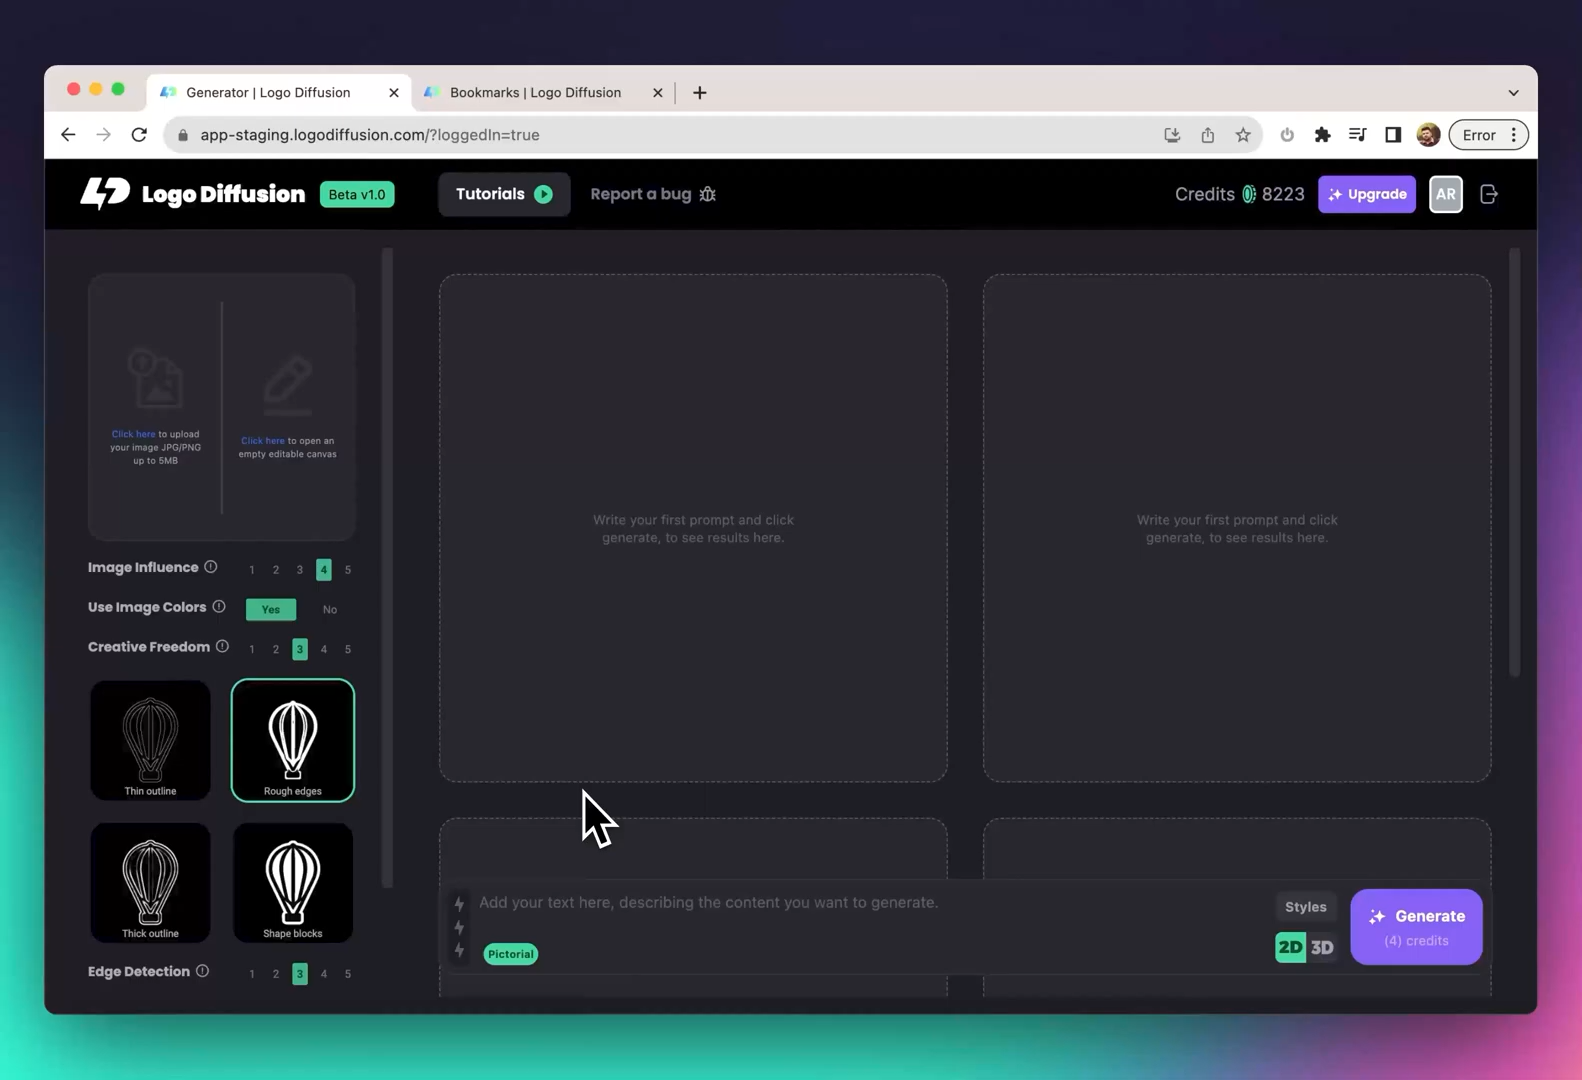 Generator | Logo Diffusion
Bookmarks | Logo Diffusion
app-staging.logodiffusion.com/?loggedIn=true
Error
Logo Diffusion
Beta v1.0
Tutorials
Report a bug
Credits 8223
Upgrade
AR
Click here to upload
your image JPG/PNG
up to 5MB
Click here to open an
empty editable canvas
Image Influence 1 2 3 4 5
Use Image Colors Yes No
Creative Freedom 1 2 3 4 5
Thin outline
Rough edges
Thick outline
Shape blocks
Edge Detection 1 2 3 4 5
Write your first prompt and click
generate, to see results here.
Write your first prompt and click
generate, to see results here.
Add your text here, describing the content you want to generate.
Pictorial
Styles
2D 3D
Generate
(4) credits